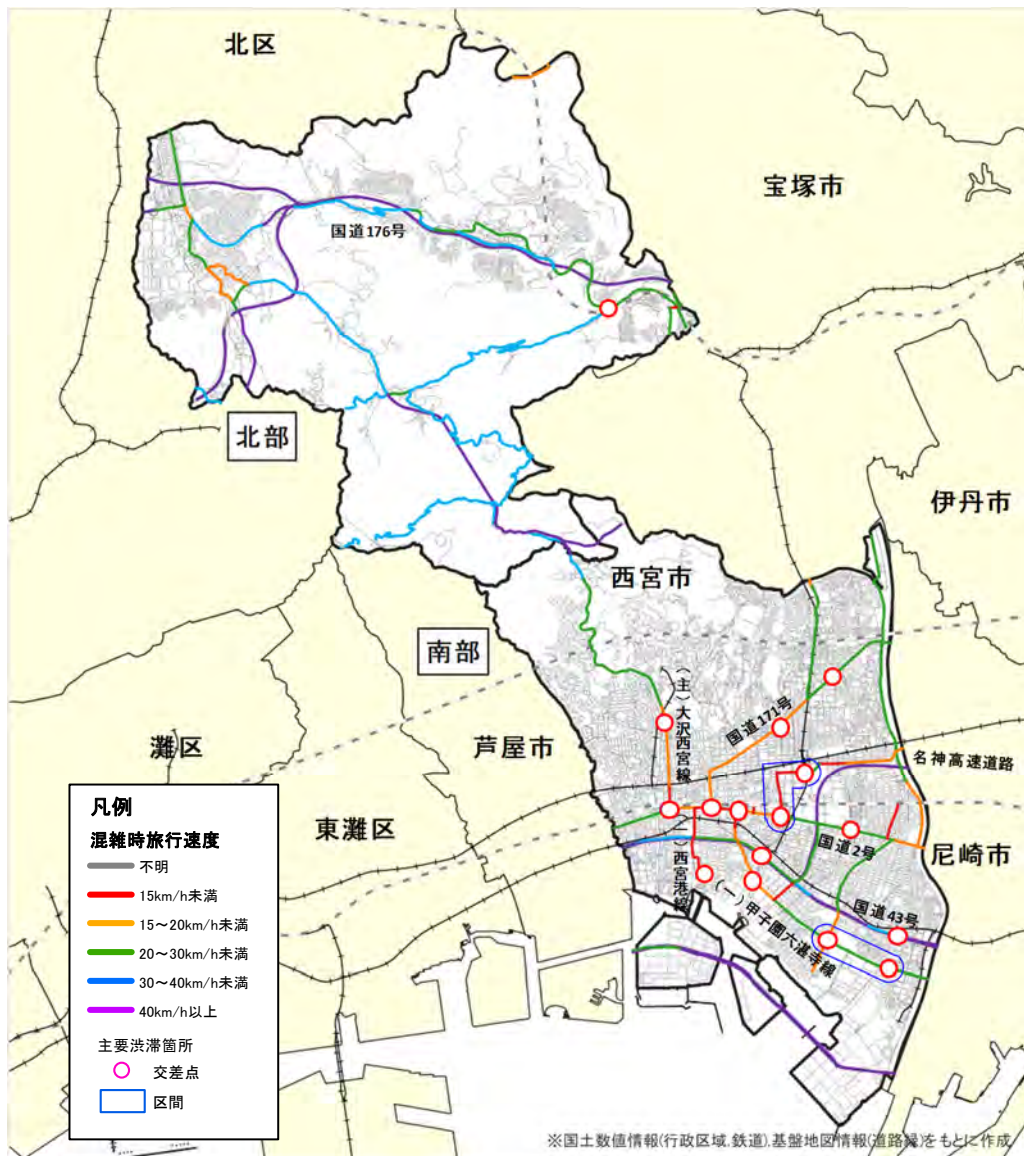 北区
宝塚市
国道176号
北部
伊丹市
西宮市
南部
(主)大沢西宮線
国道171号
灘区
芦屋市
名神高速道路
東灘区
(一)西宮港線
国道2号
尼崎市
国道43号
(一)甲子園六湛寺線
凡例
混雑時旅行速度
不明
15km/h未満
15～20km/h未満
20～30km/h未満
30～40km/h未満
40km/h以上
主要渋滞箇所
交差点
区間
※国土数値情報(行政区域.鉄道).基盤地図情報(道路縁)をもとに作成